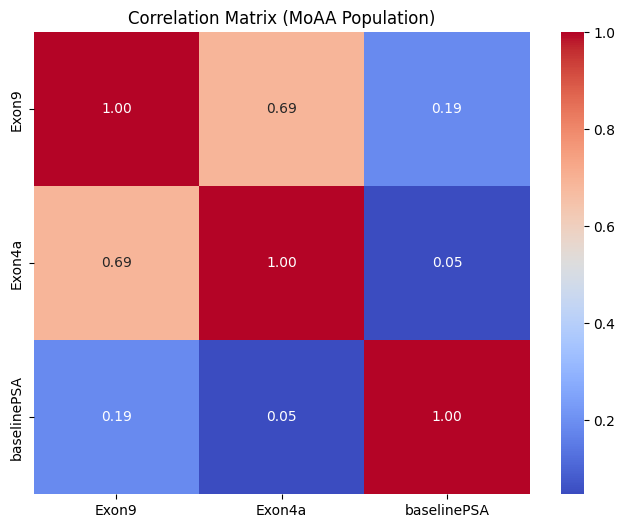 Correlation Matrix (MoAA Population)
Exon9
1.00
0.69
0.19
Exon4a
0.69
1.00
0.05
baselinePSA
0.19
0.05
1.00
Exon9
Exon4a
baselinePSA
1.0
0.8
0.6
0.4
0.2